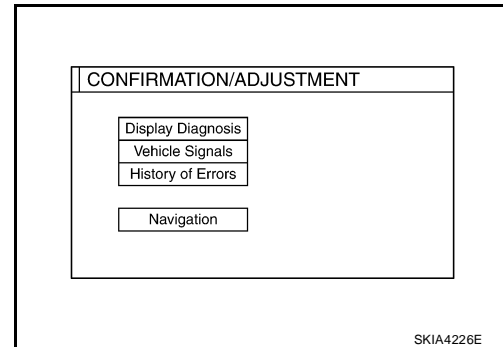 CONFIRMATION/ADJUSTMENT
Display Diagnosis
Vehicle Signals
History of Errors
Navigation
SKIA4226E